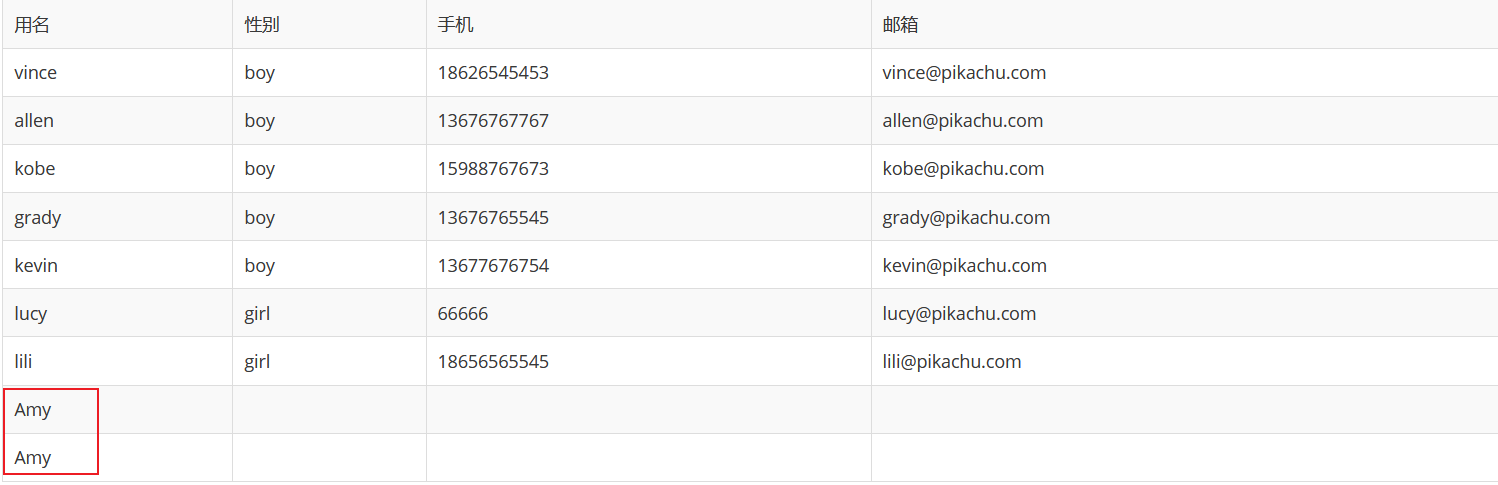 用名 性别 手机 邮箱
vince boy 18626545453 vince@pikachu.com
allen boy 13676767767 allen@pikachu.com
kobe boy 15988767673 kobe@pikachu.com
grady boy 13676765545 grady@pikachu.com
kevin boy 13677676754 kevin@pikachu.com
lucy girl 66666 lucy@pikachu.com
lili girl 18656565545 lili@pikachu.com
Amy
Amy